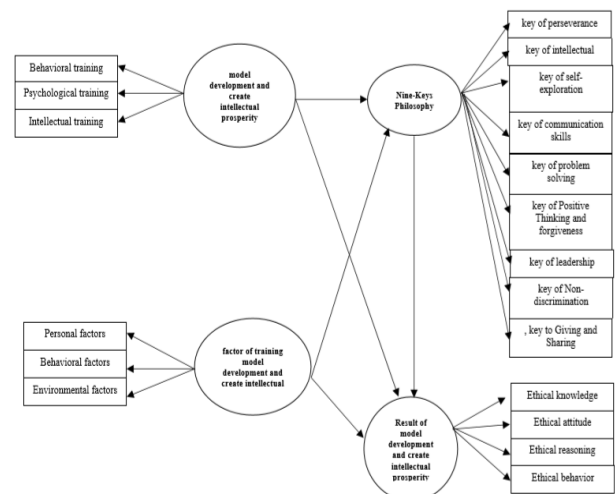 Behavioral training
Psychological training
Intellectual training
model
development and
create intellectual
prosperity
Nine-Keys
Philosophy
key of perseverance
key of intellectual
key of self-
exploration
key of communication
skills
key of problem
solving
key of Positive Thinking and
forgiveness
key of leadership
key of Non-
discrimination
, key to Giving and
Sharing
Personal factors
Behavioral factors
Environmental factors
factor of training
model
development and
create intellectual
Result of
model
development
and create
intellectual
prosperity
Ethical knowledge
Ethical attitude
Ethical reasoning
Ethical behavior